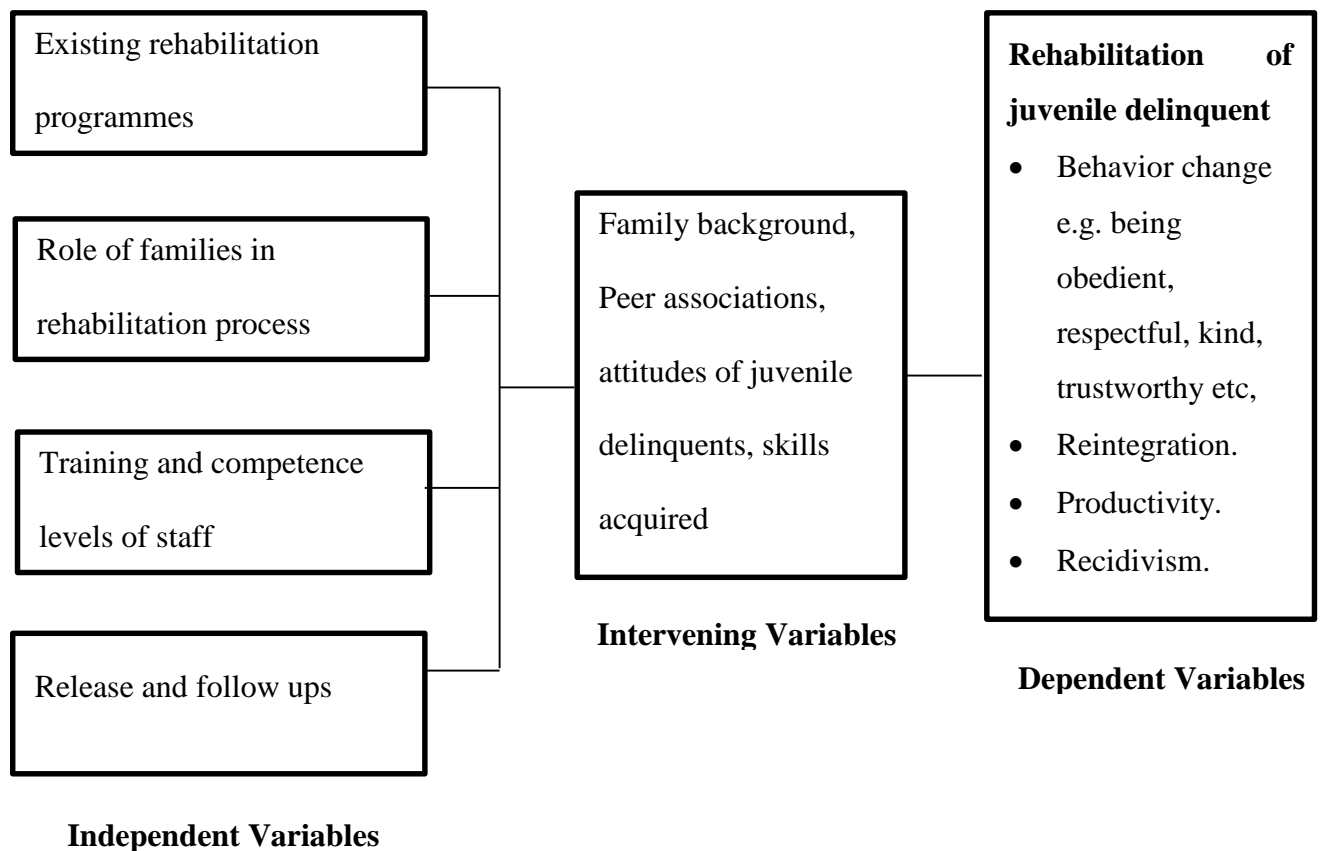 Existing rehabilitation
programmes
Role of families in
rehabilitation process
Training and competence
levels of staff
Release and follow ups
Independent Variables
Family background,
Peer associations,
attitudes of juvenile
delinquents, skills
acquired
Intervening Variables
Rehabilitation of
juvenile delinquent
• Behavior change
e.g. being
obedient,
respectful, kind,
trustworthy etc,
• Reintegration.
• Productivity.
• Recidivism.
Dependent Variables